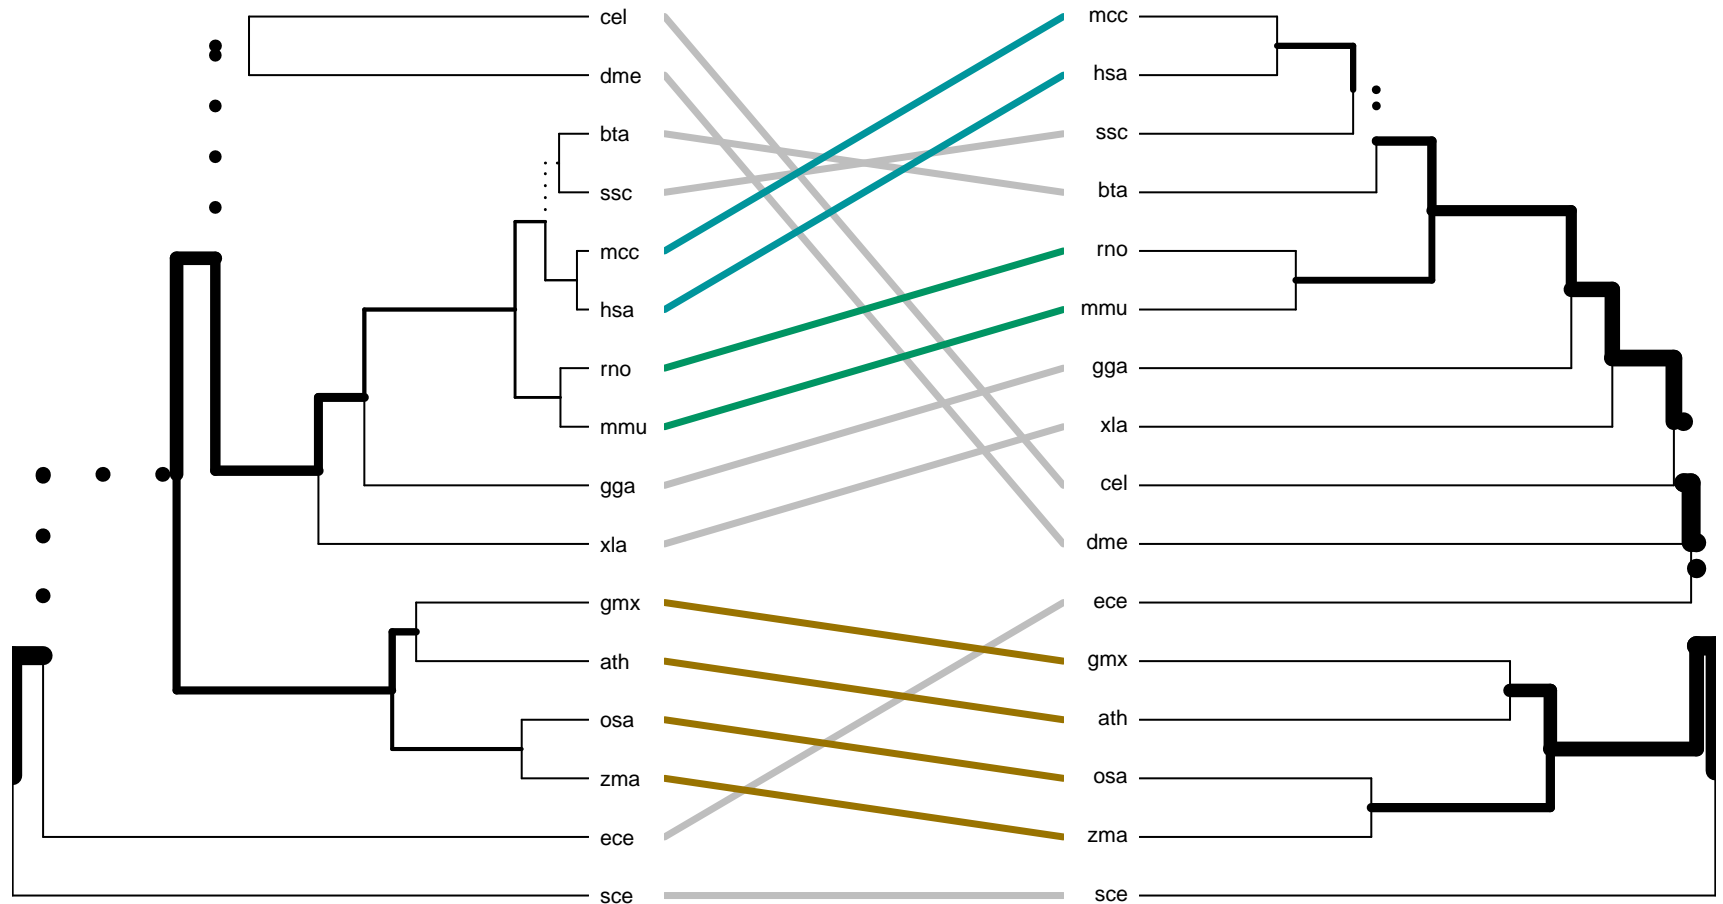 cel
dme
bta
ssc
mcc
hsa
rno
mmu
gga
xla
gmx
ath
osa
zma
ece
sce
mcc
hsa
ssc
bta
rno
mmu
gga
xla
cel
dme
ece
gmx
ath
osa
zma
sce